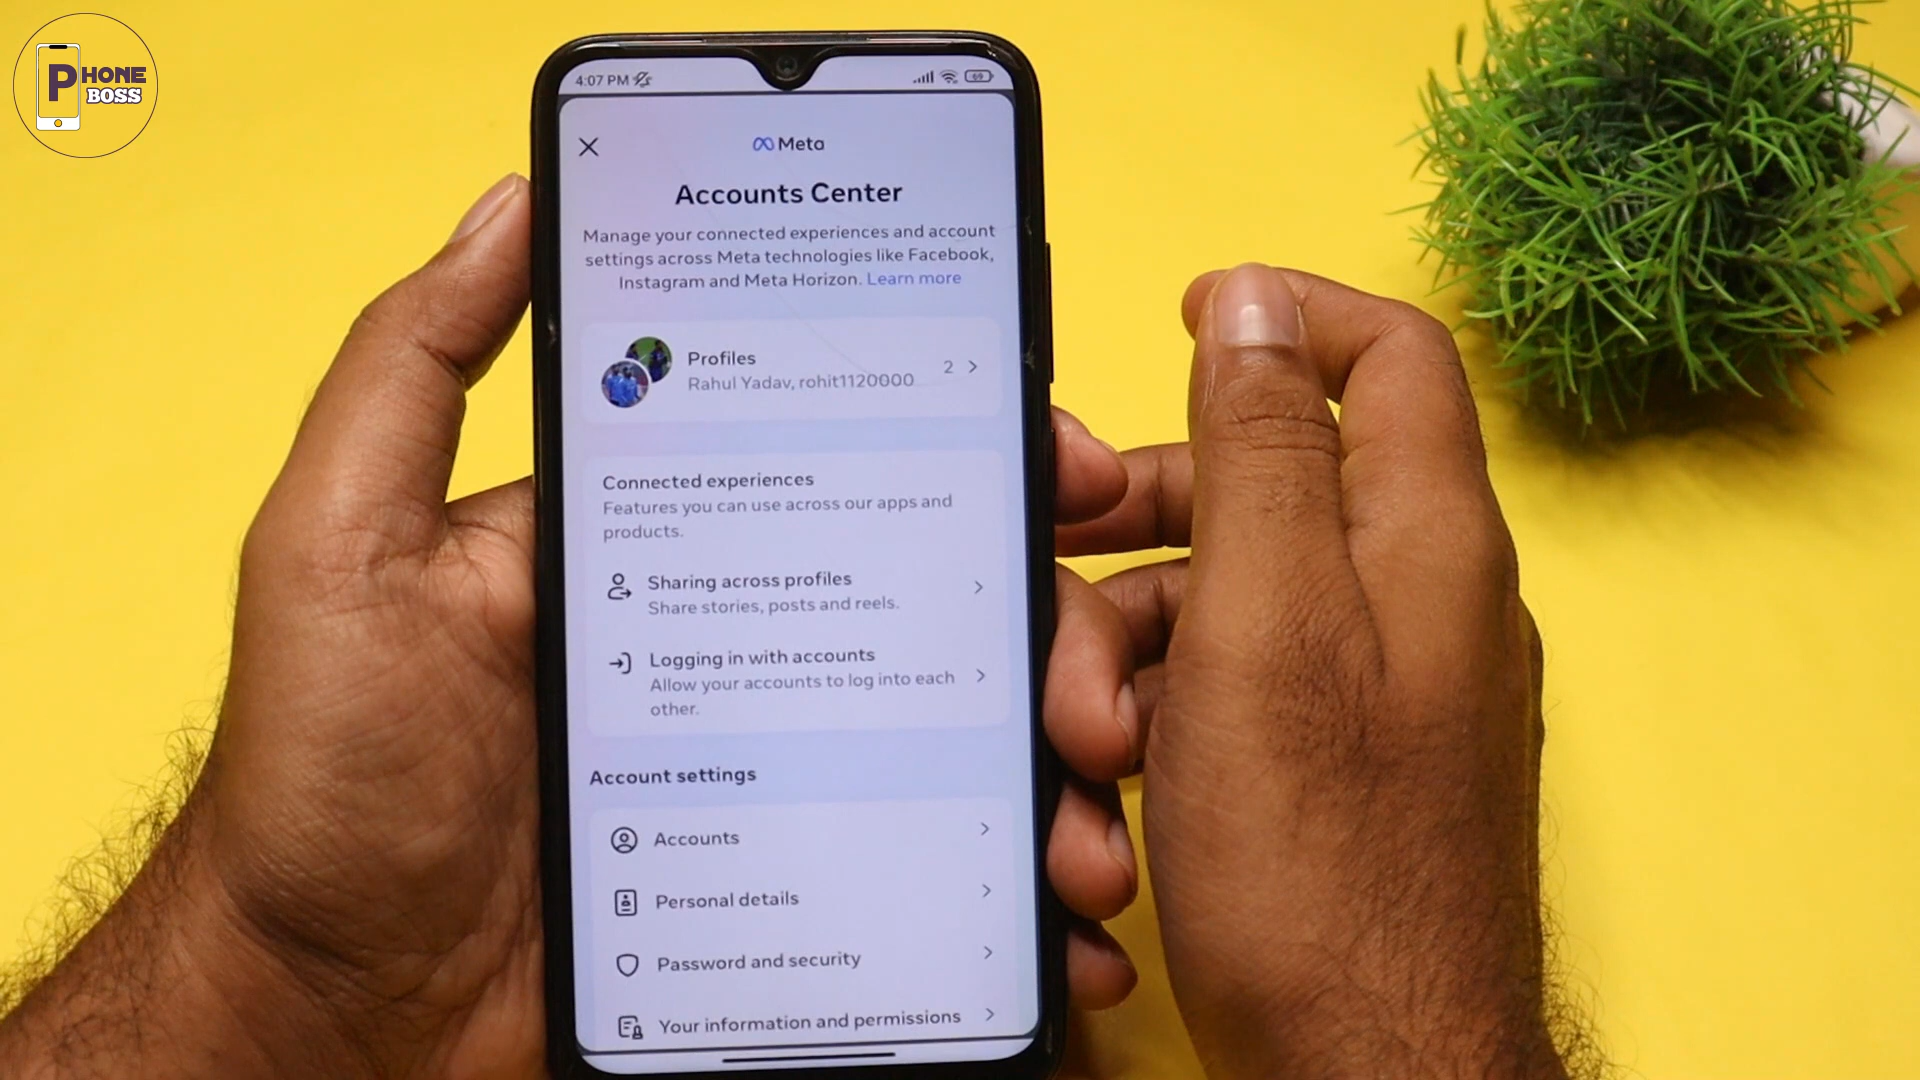 PHONE
BOSS
4:07 PM
69
Meta
Accounts Center
Manage your connected experiences and account
settings across Meta technologies like Facebook,
Instagram and Meta Horizon. Learn more
Profiles
Rahul Yadav, rohit1120000
2
Connected experiences
Features you can use across our apps and
products.
Sharing across profiles
Share stories, posts and reels.
Logging in with accounts
Allow your accounts to log into each
other.
Account settings
Accounts
Personal details
Password and security
Your information and permissions